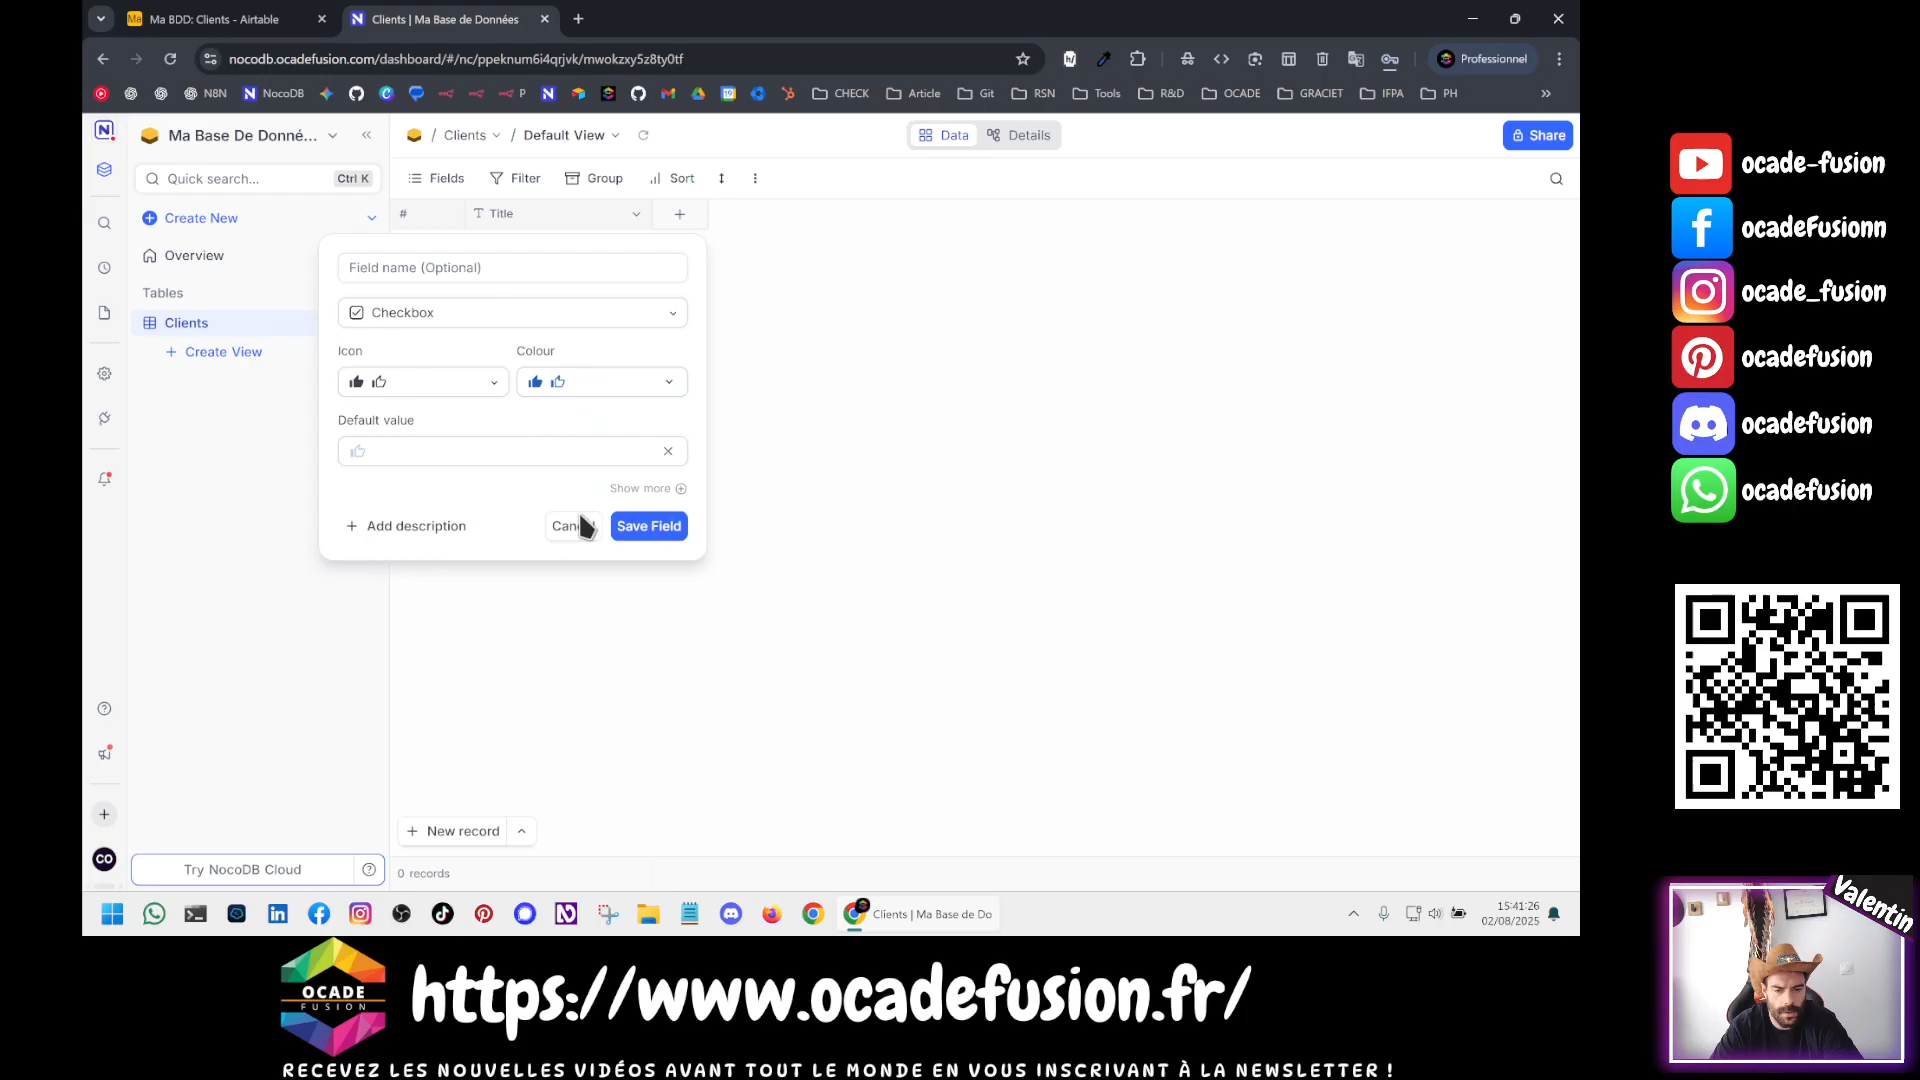 Ma BDD: Clients - Airtable
Clients | Ma Base de Données
nocodb.ocadefusion.com/dashboard/#/nc/ppeknum6i4qrjvk/mwokzxy5z8ty0tf
Professionnel
N8N
NocoDB
P
CHECK
Article
Git
RSN
Tools
R&D
OCADE
GRACIET
IFPA
PH
Ma Base De Donné...
/ Clients / Default View
Data
Details
Share
Quick search...
Ctrl K
Fields
Filter
Group
Sort
Create New
# Title
Overview
Tables
Clients
Create View
Field name (Optional)
Checkbox
Icon
Colour
Default value
Show more
Add description
Save Field
New record
Try NocoDB Cloud
0 records
CO
Clients | Ma Base de Do
15:41:26
02/08/2025
ocade-fusion
ocadeFusionn
ocade_fusion
ocadefusion
ocadefusion
ocadefusion
Valentin
OCADE
FUSION
https://www.ocadefusion.fr/
RECEVEZ LES NOUVELLES VIDÉOS AVANT TOUT LE MONDE EN VOUS INSCRIVANT À LA NEWSLETTER !